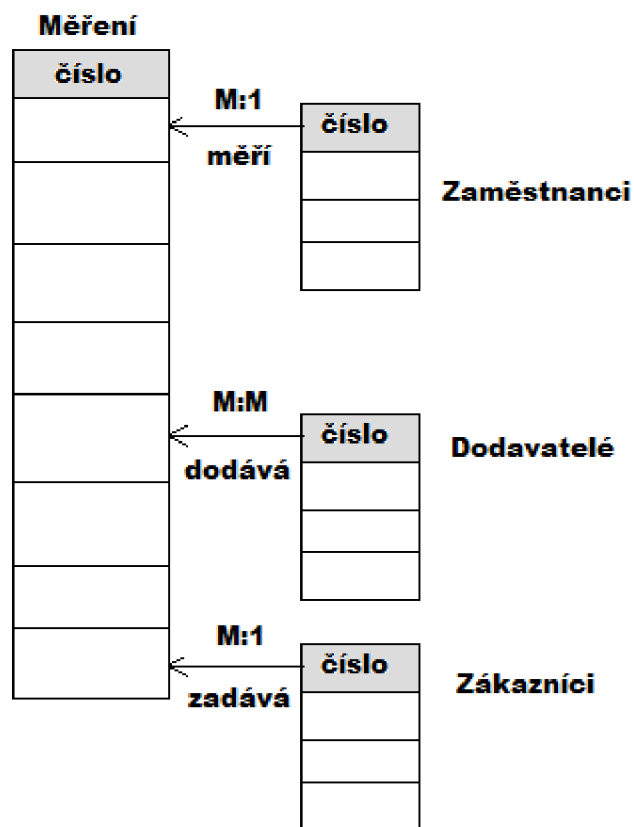 Měření
číslo
M:1
číslo
měří
Zaměstnanci
M:M
číslo
Dodavatelé
dodává
M:1
číslo
Zákazníci
zadává